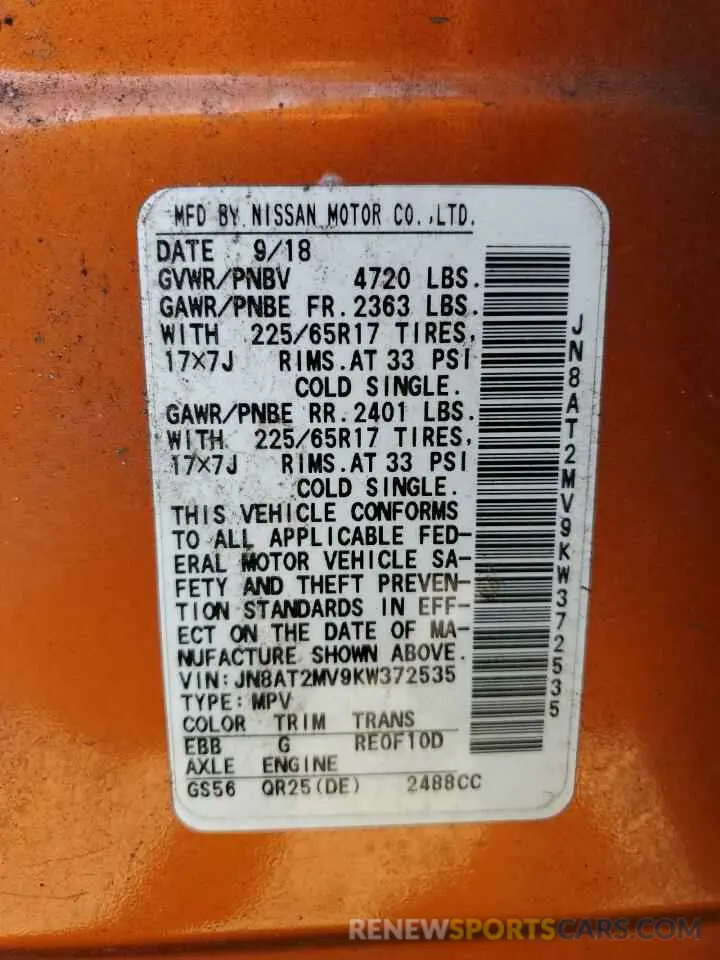 MFD BY NISSAN MOTOR CO.,LTD.
DATE 9/18
GVWR/PNBV 4720 LBS.
GAWR/PNBE FR.2363 LBS.
WITH 225/65R17 TIRES,
17×7J RIMS.AT 33 PSI
COLD SINGLE.
GAWR/PNBE RR.2401 LBS.
WITH 225/65R17 TIRES,
17×7J RIMS.AT 33 PSI
COLD SINGLE.
THIS VEHICLE CONFORMS
TO ALL APPLICABLE FED-
ERAL MOTOR VEHICLE SA-
FETY AND THEFT PREVEN-
TION STANDARDS IN EFF-
ECT ON THE DATE OF MA-
NUFACTURE SHOWN ABOVE.
VIN:JN8AT2MV9KW372535
TYPE:MPV
COLOR TRIM TRANS
EBB G RE0F10D
AXLE ENGINE
GS56 QR25(DE) 2488CC
JN8AT2MV9KW372535
RENEWSPORTSCARS.COM